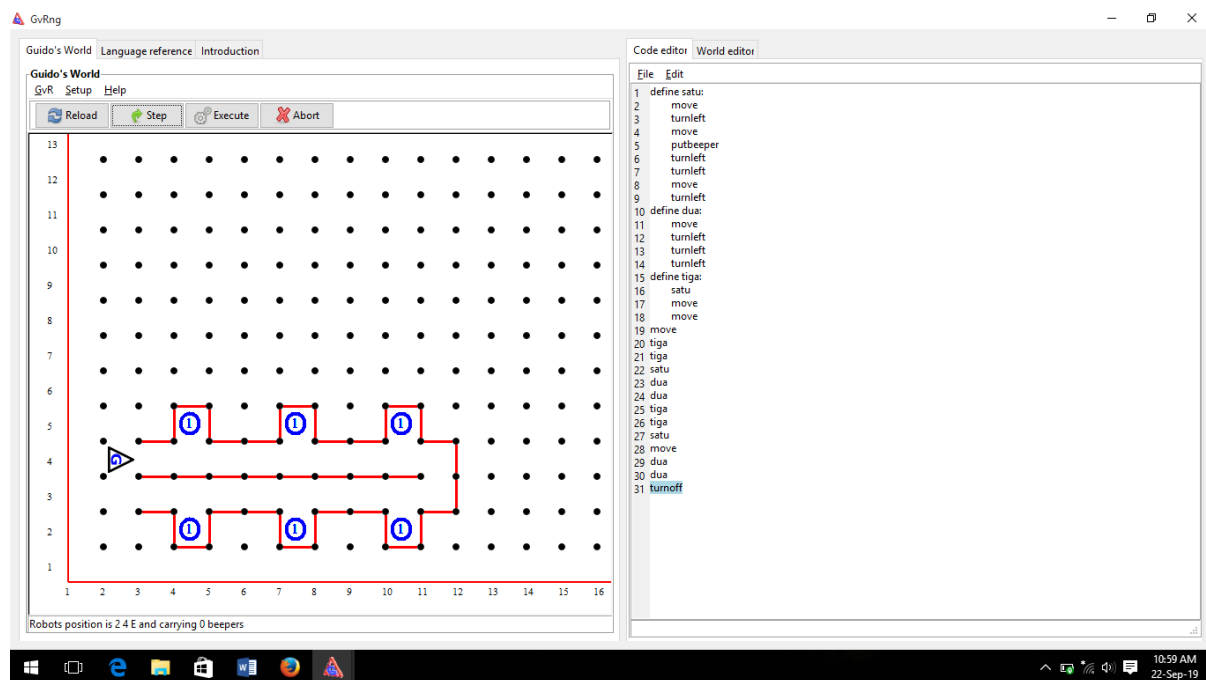 GvRng
Guido's World Language reference Introduction
Guido's World
GvR Setup Help
Reload Step Execute Abort
13
12
11
10
9
8
7
6
5
4
3
2
1
1 1 1
G
1 1 1
1 2 3 4 5 6 7 8 9 10 11 12 13 14 15 16
Robots position is 2 4 E and carrying 0 beepers
Code editor World editor
File Edit
1 define satu:
2 move
3 turnleft
4 move
5 putbeeper
6 turnleft
7 turnleft
8 move
9 turnleft
10 define dua:
11 move
12 turnleft
13 turnleft
14 turnleft
15 define tiga:
16 satu
17 move
18 move
19 move
20 tiga
21 tiga
22 satu
23 dua
24 dua
25 tiga
26 tiga
27 satu
28 move
29 dua
30 dua
31 turnoff
10:59 AM
22-Sep-19